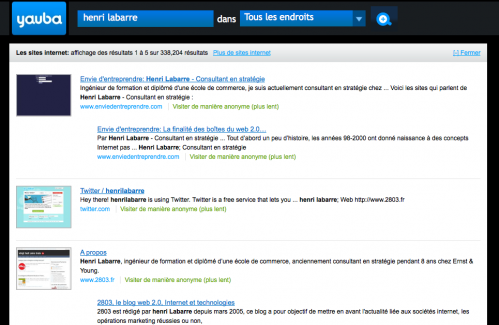 yauba
henri labarre
dans
Tous les endroits
Les sites internet: affichage des résultats 1 à 5 sur 338,204 résultats Plus de sites internet [-] Fermer
Envie d'entreprendre: Henri Labarre - Consultant en stratégie
Ingénieur de formation et diplômé d'une école de commerce, je suis actuellement consultant en stratégie chez ... Voici les sites qui parlent de
Henri Labarre - Consultant en stratégie :
www.enviedentreprendre.com Visiter de manière anonyme (plus lent)
Envie d'entreprendre: La finalité des boîtes du web 2.0...
Par Henri Labarre - Consultant en stratégie ... Tout d'abord un peu d'histoire, les années 98-2000 ont donné naissance à des concepts
Internet pas ... Henri Labarre; Consultant en stratégie
www.enviedentreprendre.com Visiter de manière anonyme (plus lent)
Twitter / henrilabarre
Hey there! henrilabarre is using Twitter. Twitter is a free service that lets you ... henri labarre; Web http://www.2803.fr
twitter.com Visiter de manière anonyme (plus lent)
A propos
Henri Labarre, ingénieur de formation et diplômé d'une école de commerce, anciennement consultant en stratégie pendant 8 ans chez Ernst &
Young.
www.2803.fr Visiter de manière anonyme (plus lent)
2803, le blog web 2.0, Internet et technologies
2803 est rédigé par henri Labarre depuis mars 2005, ce blog a pour objectif de mettre en avant l'actualité liée aux sociétés internet, les
opérations marketing réussies ou non,